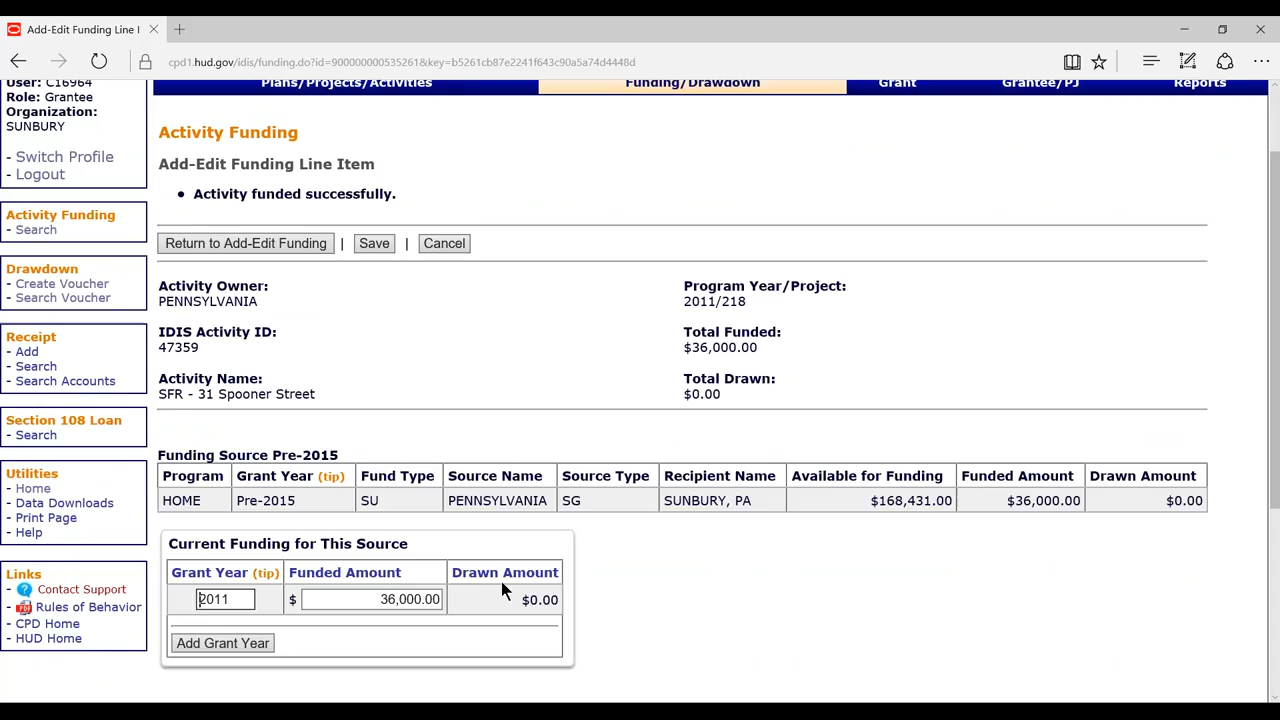 Add-Edit Funding Line I
cpd1.hud.gov/idis/funding.do?id=900000000535261&key=b5261cb87e2241f643c90a5a74d4448d
User: C16964
Role: Grantee
Organization:
SUNBURY
- Switch Profile
- Logout
Activity Funding
- Search
Drawdown
- Create Voucher
- Search Voucher
Receipt
- Add
- Search
- Search Accounts
Section 108 Loan
- Search
Utilities
- Home
- Data Downloads
- Print Page
- Help
Links
- Contact Support
- Rules of Behavior
- CPD Home
- HUD Home
Plans/Projects/Activities Funding/Drawdown Grant Grantee/PJ Reports
Activity Funding
Add-Edit Funding Line Item
• Activity funded successfully.
Return to Add-Edit Funding | Save | Cancel
Activity Owner: Program Year/Project:
PENNSYLVANIA 2011/218
IDIS Activity ID: Total Funded:
47359 $36,000.00
Activity Name: Total Drawn:
SFR - 31 Spooner Street $0.00
Funding Source Pre-2015
Program Grant Year (tip) Fund Type Source Name Source Type Recipient Name Available for Funding Funded Amount Drawn Amount
HOME Pre-2015 SU PENNSYLVANIA SG SUNBURY, PA $168,431.00 $36,000.00 $0.00
Current Funding for This Source
Grant Year (tip) Funded Amount Drawn Amount
2011 $ 36,000.00 $0.00
Add Grant Year